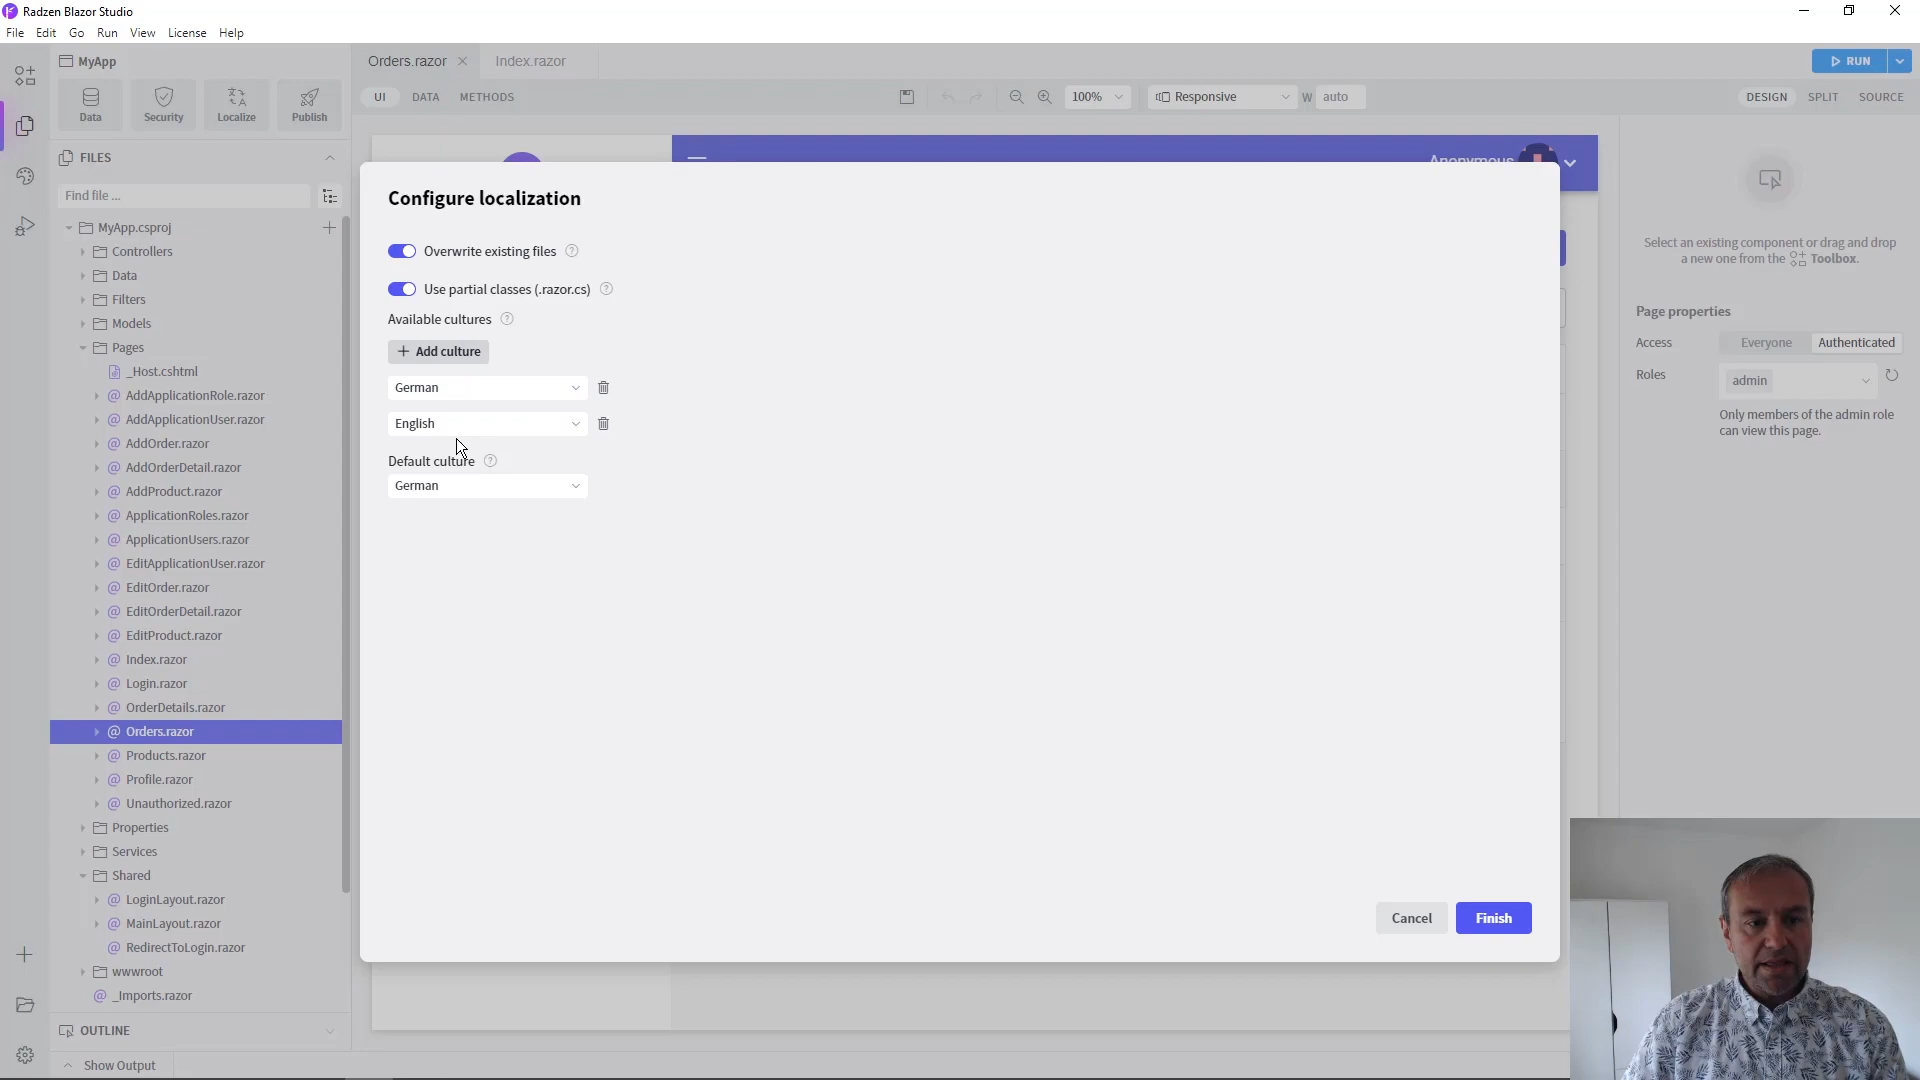 Radzen Blazor Studio
File Edit Go Run View License Help
MyApp
Data Security Localize Publish
FILES
Find file ...
MyApp.csproj
Controllers
Data
Filters
Models
Pages
_Host.cshtml
AddApplicationRole.razor
AddApplicationUser.razor
AddOrder.razor
AddOrderDetail.razor
AddProduct.razor
ApplicationRoles.razor
ApplicationUsers.razor
EditApplicationUser.razor
EditOrder.razor
EditOrderDetail.razor
EditProduct.razor
Index.razor
Login.razor
OrderDetails.razor
Orders.razor
Products.razor
Profile.razor
Unauthorized.razor
Properties
Services
Shared
LoginLayout.razor
MainLayout.razor
RedirectToLogin.razor
wwwroot
_Imports.razor
OUTLINE
Show Output
Orders.razor Index.razor
RUN
UI DATA METHODS 100% Responsive W auto DESIGN SPLIT SOURCE
Anonymous
Configure localization
Overwrite existing files
Use partial classes (.razor.cs)
Available cultures
Add culture
German
English
Default culture
German
Cancel Finish
Select an existing component or drag and drop
a new one from the Toolbox.
Page properties
Access Everyone Authenticated
Roles admin
Only members of the admin role
can view this page.